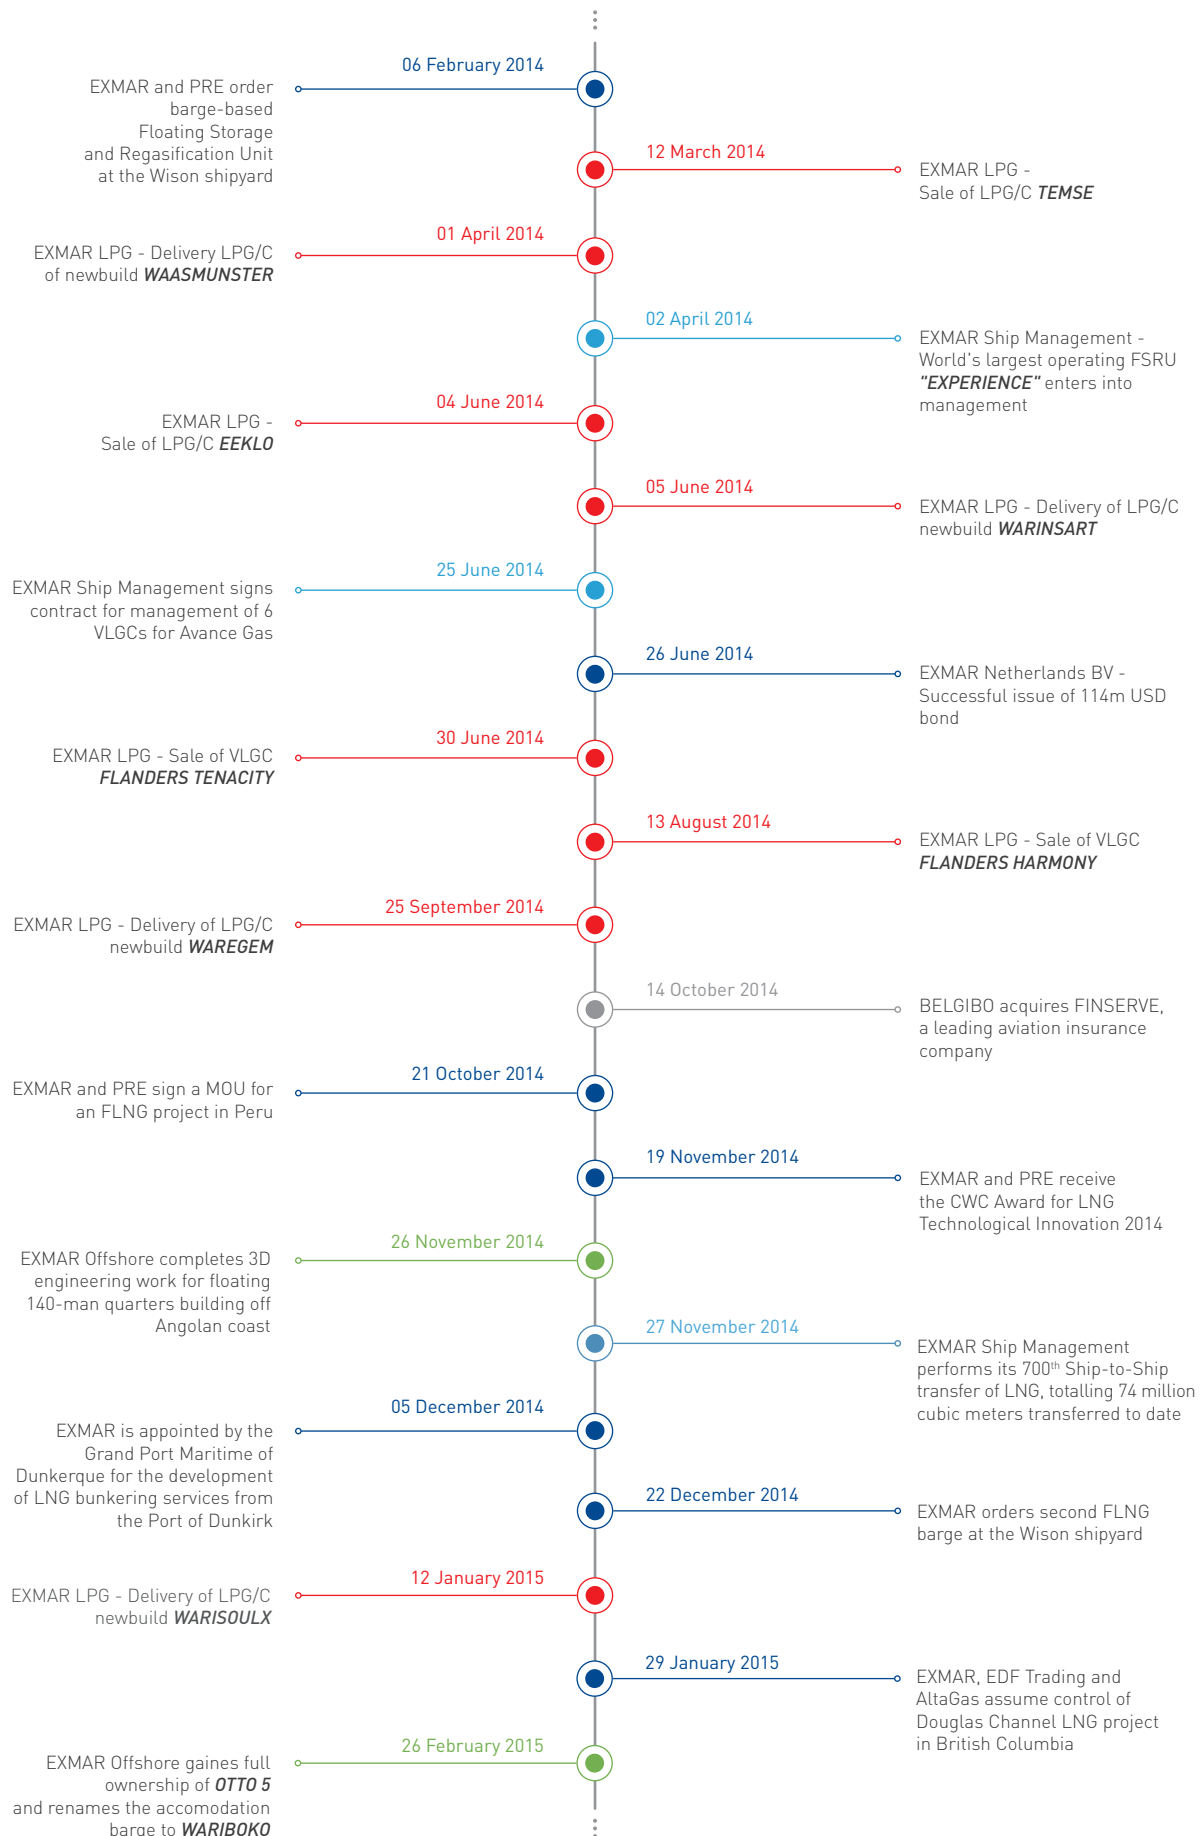 06 February 2014
EXMAR and PRE order
barge-based
Floating Storage
and Regasification Unit
at the Wison shipyard
12 March 2014
EXMAR LPG -
Sale of LPG/C TEMSE
01 April 2014
EXMAR LPG - Delivery LPG/C
of newbuild WAASMUNSTER
02 April 2014
EXMAR Ship Management -
World's largest operating FSRU
"EXPERIENCE" enters into
management
04 June 2014
EXMAR LPG -
Sale of LPG/C EEKLO
05 June 2014
EXMAR LPG - Delivery of LPG/C
newbuild WARINSART
25 June 2014
EXMAR Ship Management signs
contract for management of 6
VLGCs for Avance Gas
26 June 2014
EXMAR Netherlands BV -
Successful issue of 114m USD
bond
30 June 2014
EXMAR LPG - Sale of VLGC
FLANDERS TENACITY
13 August 2014
EXMAR LPG - Sale of VLGC
FLANDERS HARMONY
25 September 2014
EXMAR LPG - Delivery of LPG/C
newbuild WAREGEM
14 October 2014
BELGIBO acquires FINSERVE,
a leading aviation insurance
company
21 October 2014
EXMAR and PRE sign a MOU for
an FLNG project in Peru
19 November 2014
EXMAR and PRE receive
the CWC Award for LNG
Technological Innovation 2014
26 November 2014
EXMAR Offshore completes 3D
engineering work for floating
140-man quarters building off
Angolan coast
27 November 2014
EXMAR Ship Management
performs its 700th Ship-to-Ship
transfer of LNG, totalling 74 million
cubic meters transferred to date
05 December 2014
EXMAR is appointed by the
Grand Port Maritime of
Dunkerque for the development
of LNG bunkering services from
the Port of Dunkirk
22 December 2014
EXMAR orders second FLNG
barge at the Wison shipyard
12 January 2015
EXMAR LPG - Delivery of LPG/C
newbuild WARISOULX
29 January 2015
EXMAR, EDF Trading and
AltaGas assume control of
Douglas Channel LNG project
in British Columbia
26 February 2015
EXMAR Offshore gaines full
ownership of OTTO 5
and renames the accomodation
barge to WARIBOKO